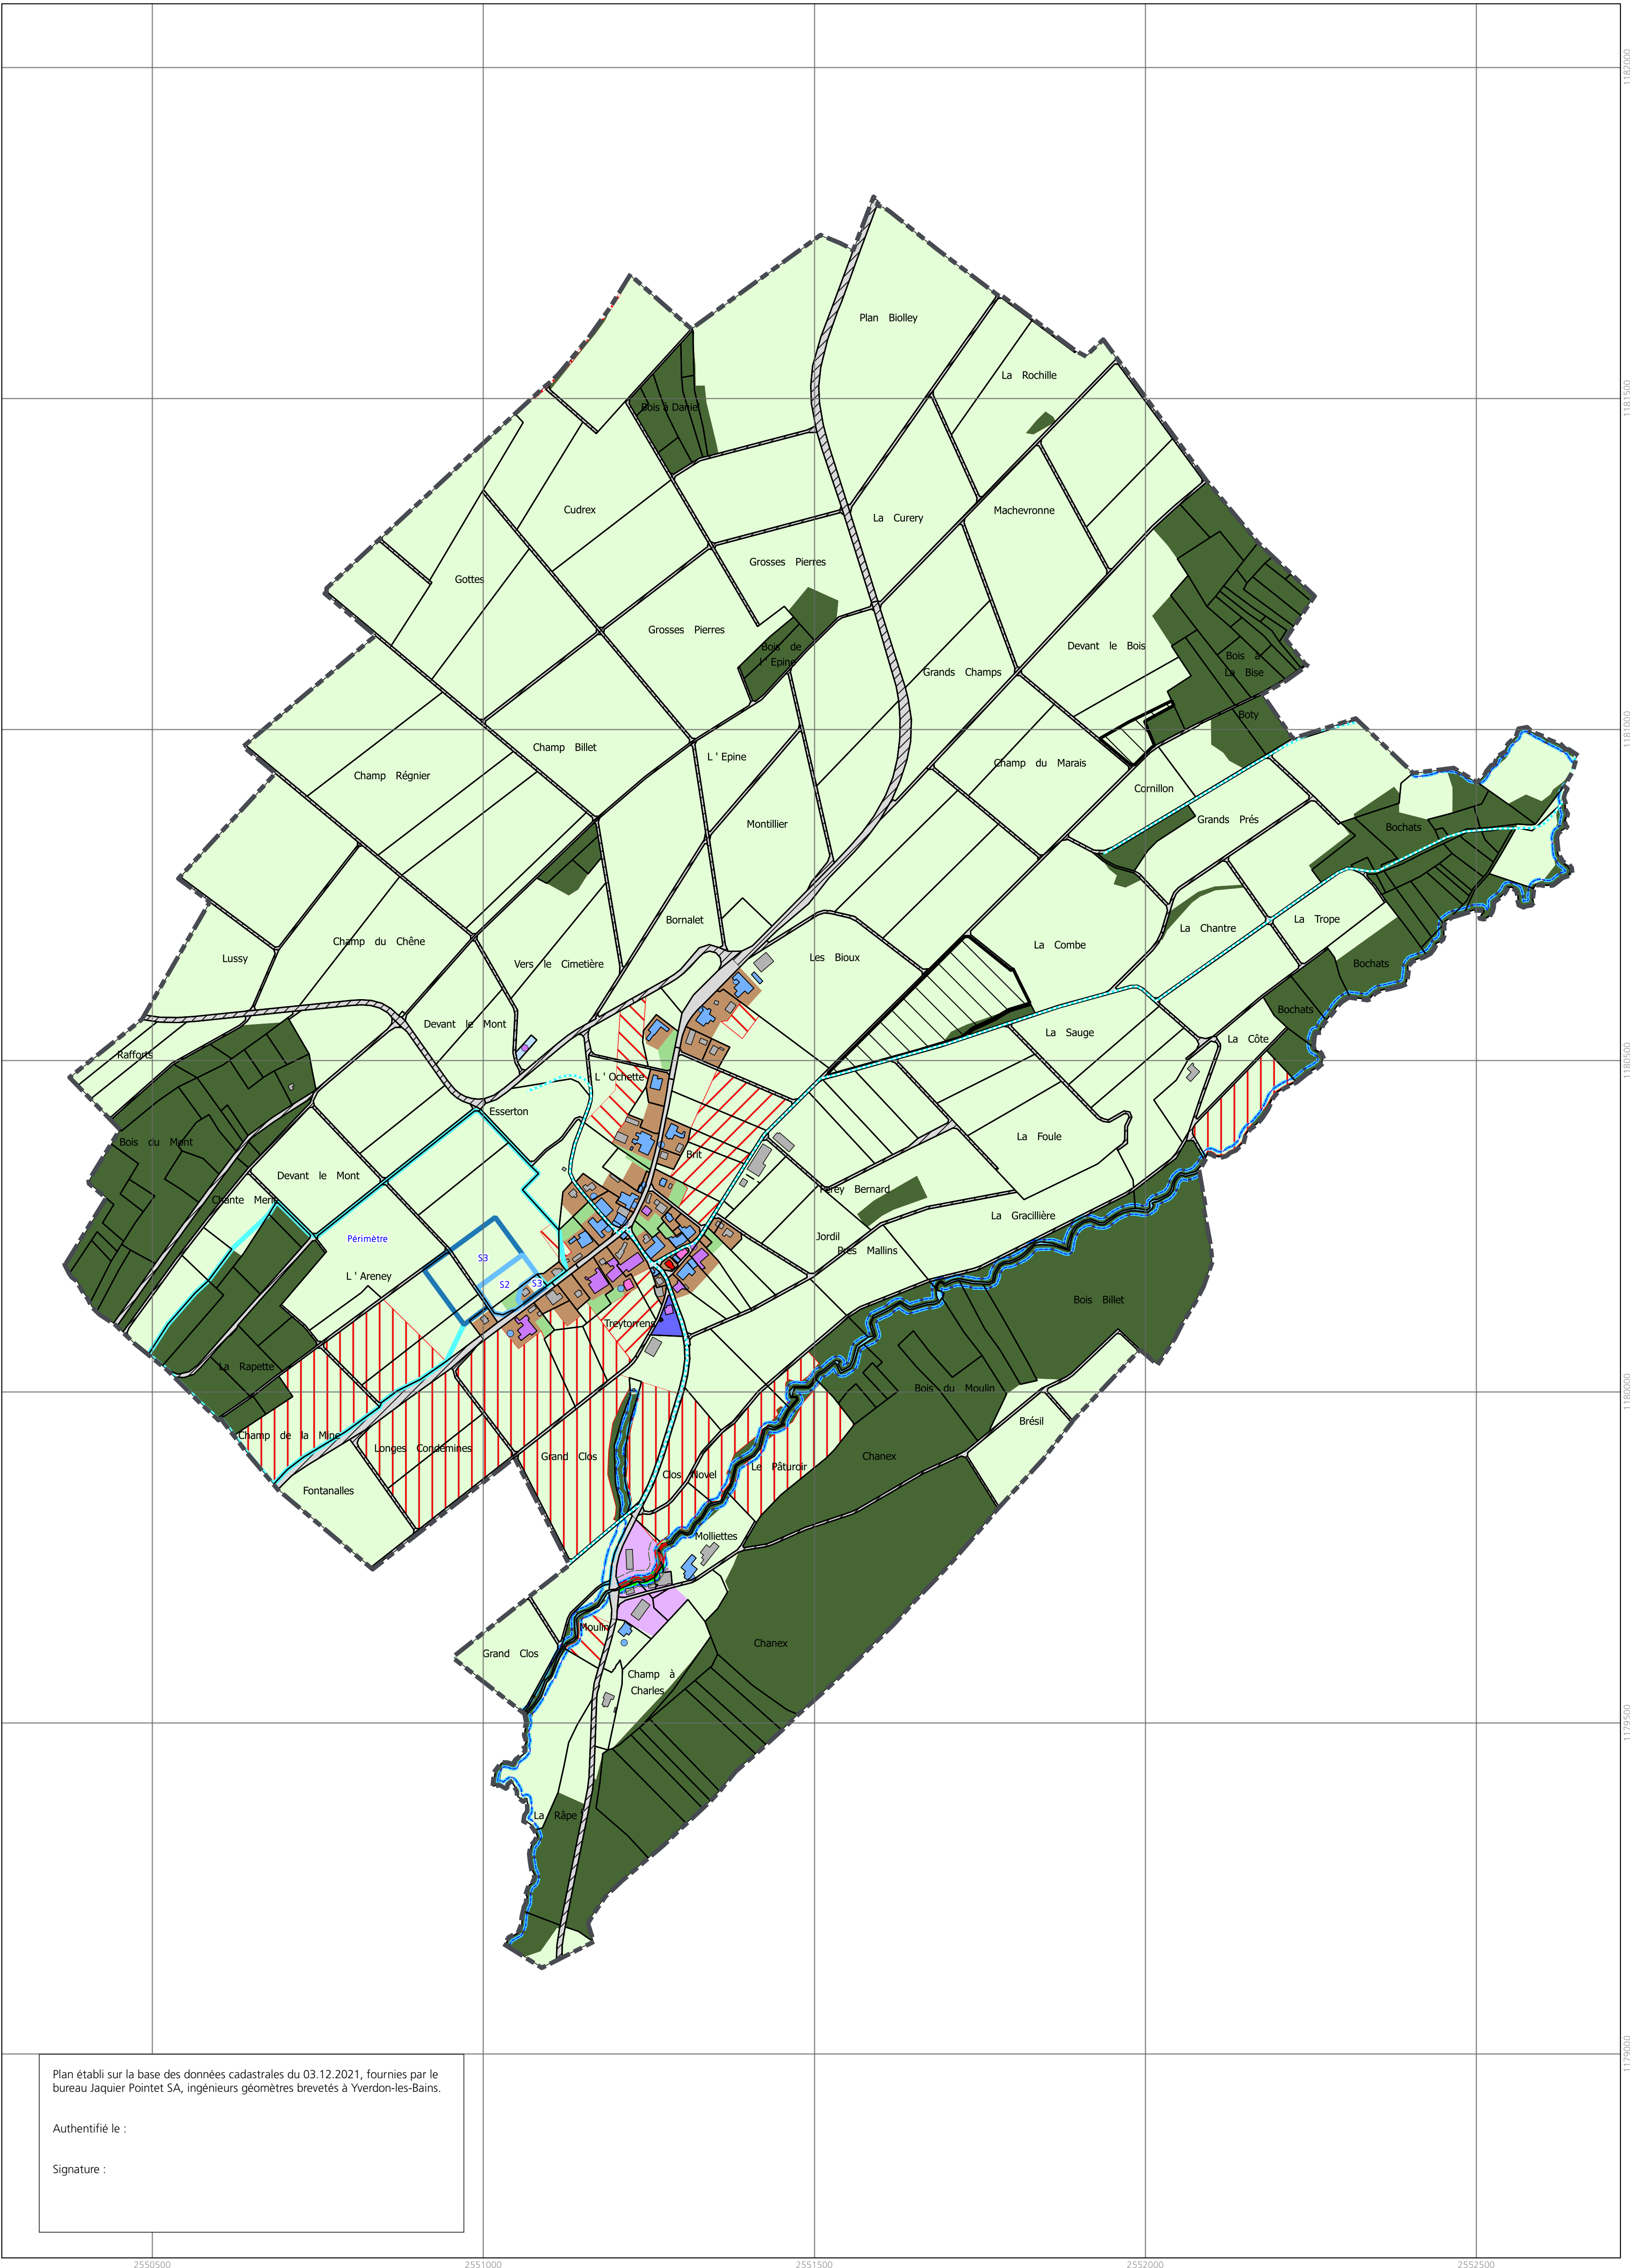 1182000
Plan Biolley
La Rochille
1181500
Bois à Daniel
Cudrex
La Curery
Machevronne
Grosses Pierres
Gottes
Grosses Pierres
Bois de
l ' Epine
Devant le Bois
Bois à
La Bise
Grands Champs
Boty
1181000
Champ Billet
L ' Epine
Champ du Marais
Champ Régnier
Cornillon
Grands Prés
Montillier
Bochats
Bornalet
La Trope
La Chantre
Champ du Chêne
La Combe
Lussy
Les Bioux
Vers le Cimetière
Bochats
Bochats
Devant le Mont
La Sauge
La Côte
Rafforts
1180500
L ' Ochette
Esserton
La Foule
Bois du Mont
Brit
Devant le Mont
Perey Bernard
Chante Merle
La Gracillière
Jordil
Périmètre
Prés Mallins
S3
L ' Areney
S2
S3
Bois Billet
Treytorrens
La Rapette
Bois du Moulin
1180000
Brésil
Champ de la Mine
Longes Condémines
Grand Clos
Chanex
Le Pâturoir
Clos Novel
Fontanalles
Molliettes
Moulin
Chanex
Grand Clos
Champ à
Charles
1179500
La Râpe
1179000
Plan établi sur la base des données cadastrales du 03.12.2021, fournies par le
bureau Jaquier Pointet SA, ingénieurs géomètres brevetés à Yverdon-les-Bains.
Authentifié le :
Signature :
2550500
2551000
2551500
2552000
2552500